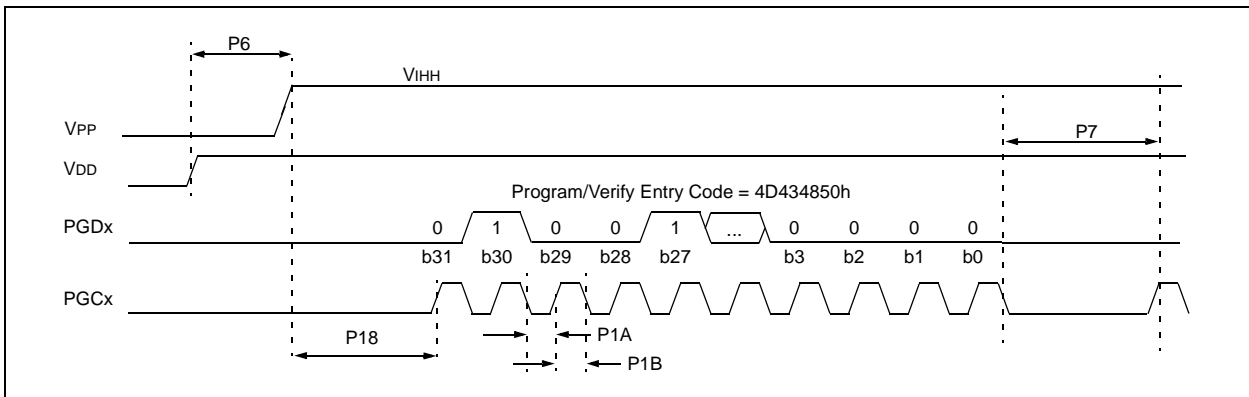 P6
VIHH
VPP
P7
VDD
Program/Verify Entry Code = 4D434850h
PGDx 0 1 0 0 1 ... 0 0 0 0
b31 b30 b29 b28 b27 b3 b2 b1 b0
PGCx
P18
P1A
P1B